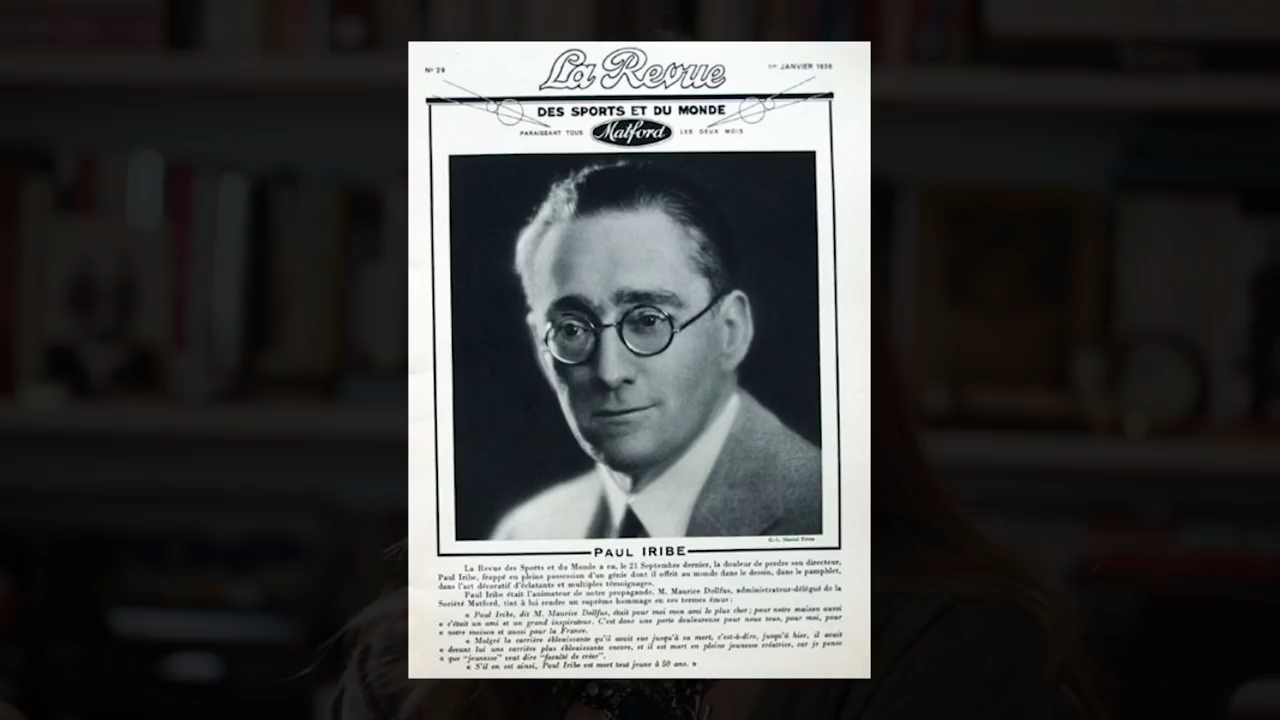 La Revue
Nº 29
1er JANVIER 1936
DES SPORTS ET DU MONDE
PARAISSANT TOUS Matford LES DEUX MOIS
G.-L. Manuel Frères
PAUL IRIBE
La Revue des Sports et du Monde a eu, le 21 Septembre dernier, la douleur de perdre son directeur,
Paul Iribe, frappé en pleine possession d'un génie dont il offrit au monde dans le dessin, dans le pamphlet,
dans l'art décoratif d'éclatants et multiples témoignages.
Paul Iribe était l'animateur de notre propagande. M. Maurice Dollfus, administrateur-délégué de la
Société Matford, tint à lui rendre un suprême hommage en ces termes émus :
« Paul Iribe, dit M. Maurice Dollfus, était pour moi mon ami le plus cher ; pour notre maison aussi
« c'était un ami et un grand inspirateur. C'est donc une perte douloureuse pour nous tous, pour moi, pour
« notre maison et aussi pour la France.
« Malgré la carrière éblouissante qu'il avait eue jusqu'à sa mort, c'est-à-dire, jusqu'à hier, il avait
« devant lui une carrière plus éblouissante encore, et il est mort en pleine jeunesse créatrice, car je pense
« que "jeunesse" veut dire "faculté de créer".
« S'il en est ainsi, Paul Iribe est mort tout jeune à 50 ans. »